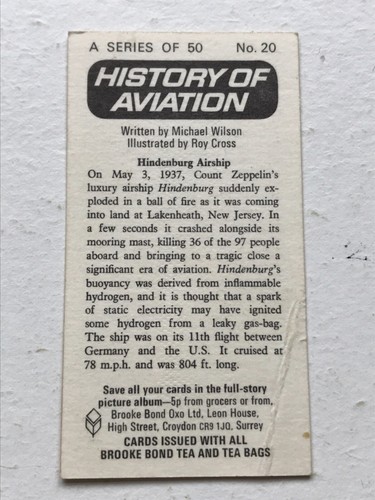 A SERIES OF 50 No. 20
HISTORY OF
AVIATION
Written by Michael Wilson
Illustrated by Roy Cross
Hindenburg Airship
On May 3, 1937, Count Zeppelin's
luxury airship Hindenburg suddenly ex-
ploded in a ball of fire as it was coming
into land at Lakenheath, New Jersey. In
a few seconds it crashed alongside its
mooring mast, killing 36 of the 97 people
aboard and bringing to a tragic close a
significant era of aviation. Hindenburg's
buoyancy was derived from inflammable
hydrogen, and it is thought that a spark
of static electricity may have ignited
some hydrogen from a leaky gas-bag.
The ship was on its 11th flight between
Germany and the U.S. It cruised at
78 m.p.h. and was 804 ft. long.
Save all your cards in the full-story
picture album—5p from grocers or from,
Brooke Bond Oxo Ltd, Leon House,
High Street, Croydon CR9 1JQ, Surrey
CARDS ISSUED WITH ALL
BROOKE BOND TEA AND TEA BAGS